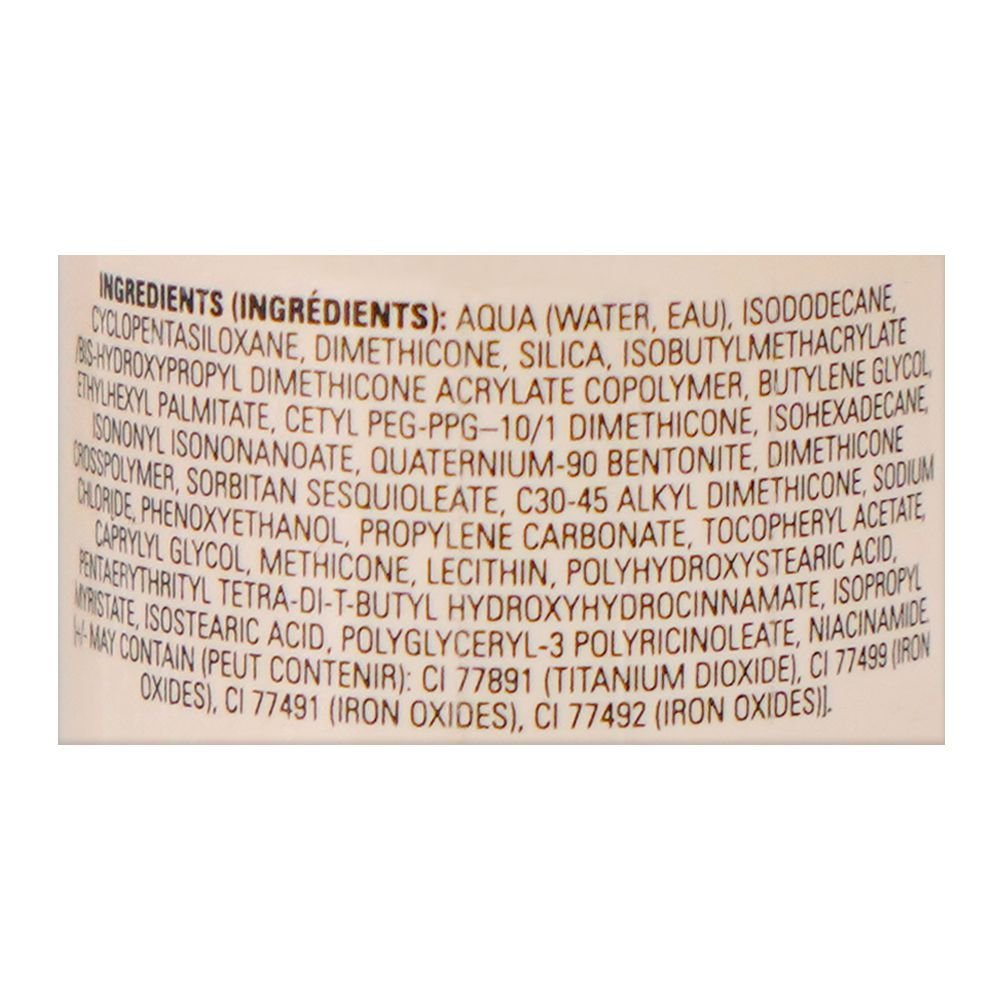 INGREDIENTS (INGRÉDIENTS): AQUA (WATER, EAU), ISODODECANE,
CYCLOPENTASILOXANE, DIMETHICONE, SILICA, ISOBUTYLMETHACRYLATE
/BIS-HYDROXYPROPYL DIMETHICONE ACRYLATE COPOLYMER, BUTYLENE GLYCOL,
ETHYLHEXYL PALMITATE, CETYL PEG-PPG–10/1 DIMETHICONE, ISOHEXADECANE,
ISONONYL ISONONANOATE, QUATERNIUM-90 BENTONITE, DIMETHICONE
CROSSPOLYMER, SORBITAN SESQUIOLEATE, C30-45 ALKYL DIMETHICONE, SODIUM
CHLORIDE, PHENOXYETHANOL, PROPYLENE CARBONATE, TOCOPHERYL ACETATE,
CAPRYLYL GLYCOL, METHICONE, LECITHIN, POLYHYDROXYSTEARIC ACID,
PENTAERYTHRITYL TETRA-DI-T-BUTYL HYDROXYHYDROCINNAMATE, ISOPROPYL
MYRISTATE, ISOSTEARIC ACID, POLYGLYCERYL-3 POLYRICINOLEATE, NIACINAMIDE
[+/- MAY CONTAIN (PEUT CONTENIR): CI 77891 (TITANIUM DIOXIDE), CI 77499 (IRON
OXIDES), CI 77491 (IRON OXIDES), CI 77492 (IRON OXIDES)].